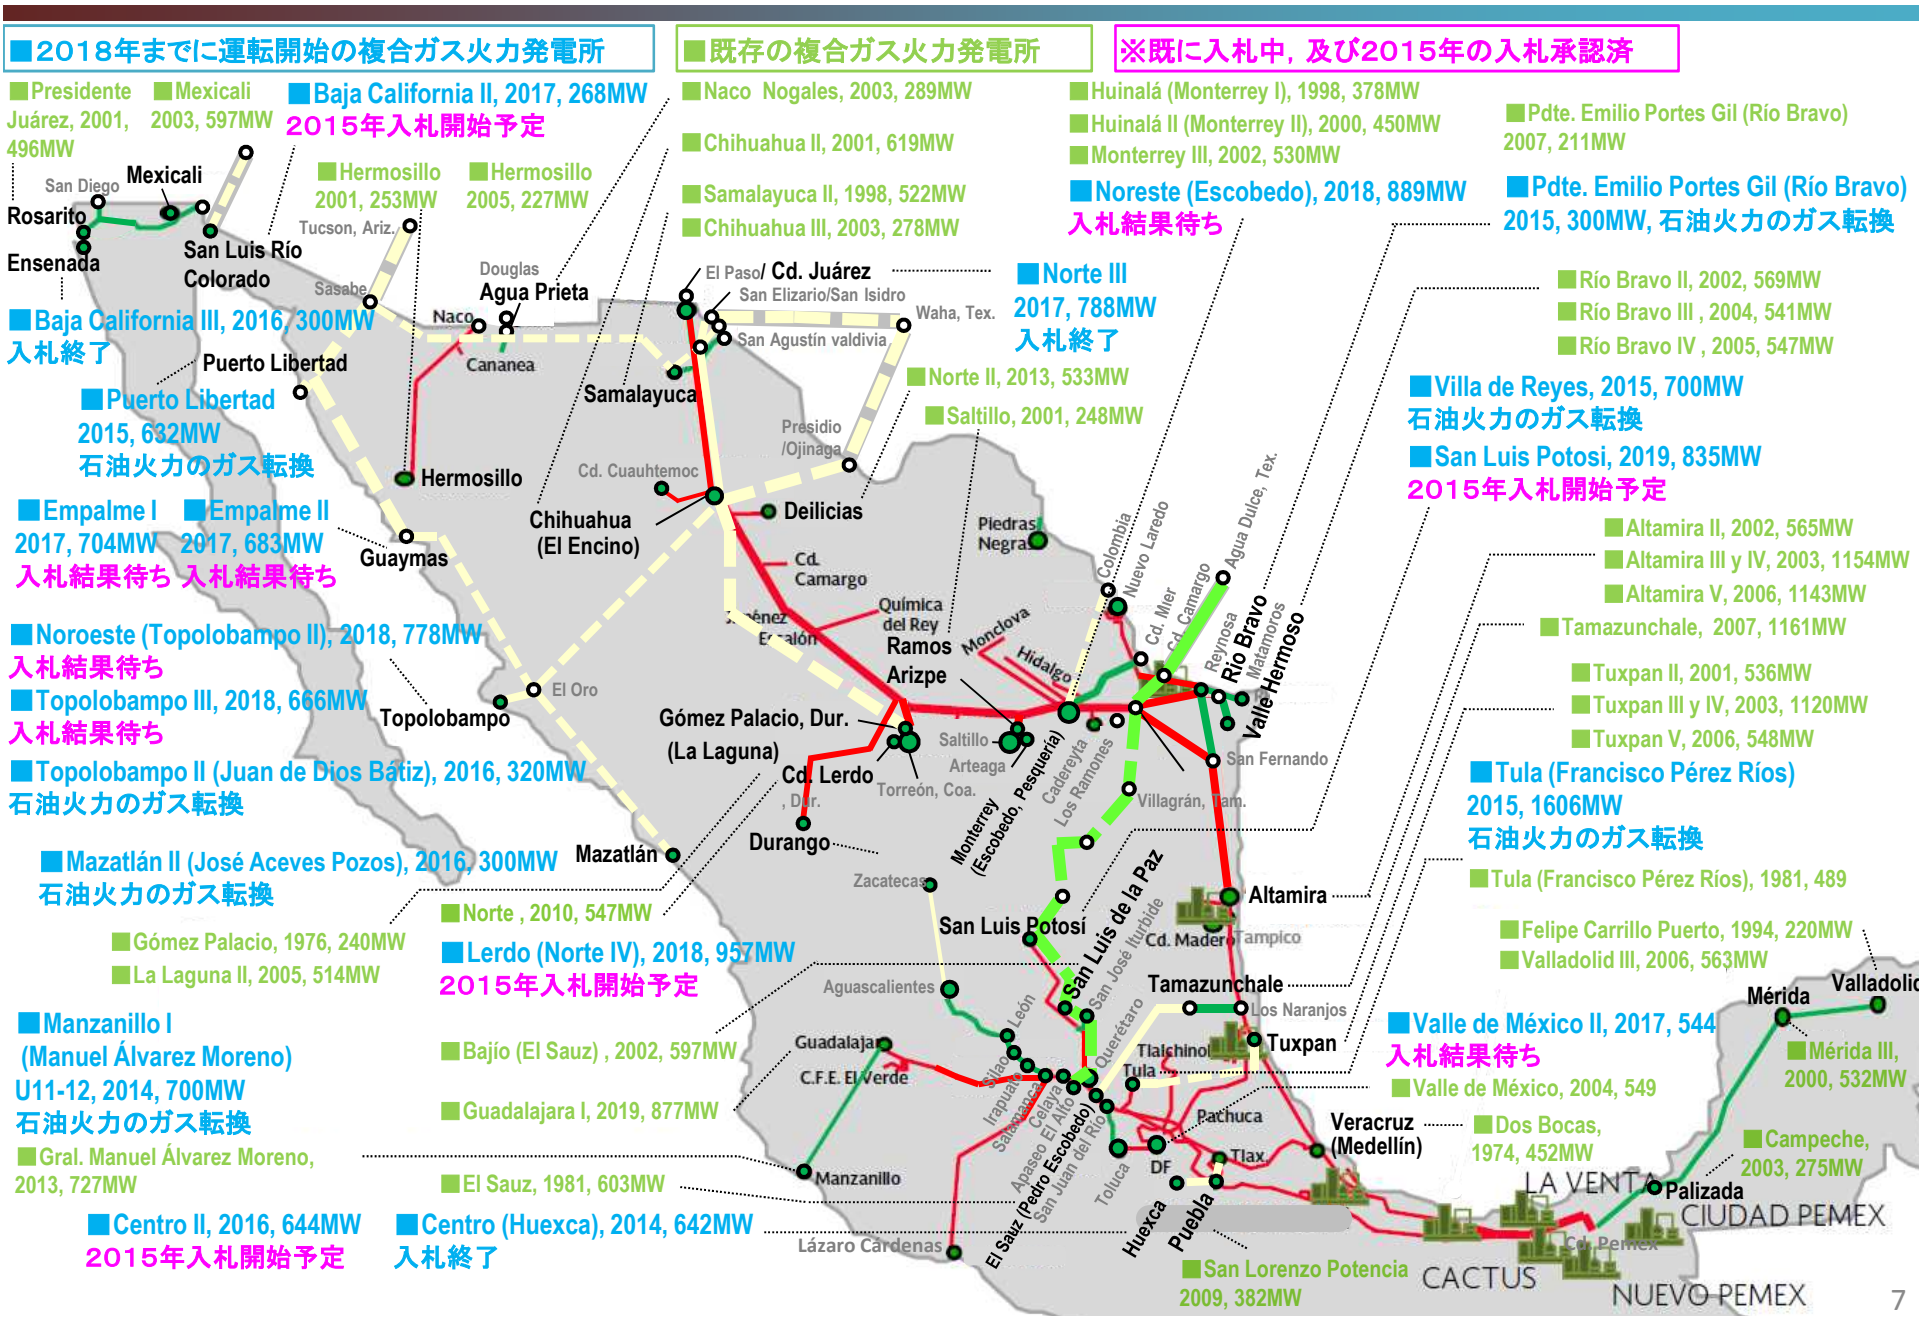 ■2018年までに運転開始の複合ガス火力発電所
■既存の複合ガス火力発電所
※既に入札中, 及び2015年の入札承認済
■Presidente
Juárez, 2001,
496MW
■Mexicali
2003, 597MW
■Baja California II, 2017, 268MW
2015年入札開始予定
■Hermosillo
2001, 253MW
■Hermosillo
2005, 227MW
■Naco Nogales, 2003, 289MW
■Chihuahua II, 2001, 619MW
■Samalayuca II, 1998, 522MW
■Chihuahua III, 2003, 278MW
■Huinalá (Monterrey I), 1998, 378MW
■Huinalá II (Monterrey II), 2000, 450MW
■Monterrey III, 2002, 530MW
■Noreste (Escobedo), 2018, 889MW
入札結果待ち
■Pdte. Emilio Portes Gil (Río Bravo)
2007, 211MW
■Pdte. Emilio Portes Gil (Río Bravo)
2015, 300MW, 石油火力のガス転換
San Diego
Mexicali
Rosarito
Ensenada
San Luis Río
Colorado
Tucson, Ariz.
Sasabe
Douglas
Agua Prieta
Naco
Cananea
El Paso/ Cd. Juárez
San Elizario/San Isidro
San Agustín valdivia
Waha, Tex.
■Norte III
2017, 788MW
入札終了
■Río Bravo II, 2002, 569MW
■Río Bravo III , 2004, 541MW
■Río Bravo IV , 2005, 547MW
■Baja California III, 2016, 300MW
入札終了
Puerto Libertad
■Puerto Libertad
2015, 632MW
石油火力のガス転換
Samalayuca
■Norte II, 2013, 533MW
■Saltillo, 2001, 248MW
Presidio
/Ojinaga
■Villa de Reyes, 2015, 700MW
石油火力のガス転換
■San Luis Potosi, 2019, 835MW
2015年入札開始予定
Hermosillo
Cd. Cuauhtemoc
Chihuahua
(El Encino)
Deilicias
Piedras
Negras
Colombia
Nuevo Laredo
Agua Dulce, Tex.
■Empalme I
2017, 704MW
入札結果待ち
■Empalme II
2017, 683MW
入札結果待ち
Guaymas
Cd.
Camargo
■Altamira II, 2002, 565MW
■Altamira III y IV, 2003, 1154MW
■Altamira V, 2006, 1143MW
■Tamazunchale, 2007, 1161MW
■Noroeste (Topolobampo II), 2018, 778MW
入札結果待ち
■Topolobampo III, 2018, 666MW
入札結果待ち
■Topolobampo II (Juan de Dios Bátiz), 2016, 320MW
石油火力のガス転換
El Oro
Topolobampo
Química
del Rey
Ramos
Arizpe
Monclova
Hidalgo
Cd. Mier
Cd. Camargo
Reynosa
Río Bravo
Matamoros
Valle Hermoso
■Tuxpan II, 2001, 536MW
■Tuxpan III y IV, 2003, 1120MW
■Tuxpan V, 2006, 548MW
Gómez Palacio, Dur.
(La Laguna)
Cd. Lerdo
, Dur.
Torreón, Coa.
Saltillo
Arteaga
Monterrey
(Escobedo, Pesquería)
Cadereyta
Los Ramones
Villagrán, Tam.
San Fernando
■Tula (Francisco Pérez Ríos)
2015, 1606MW
石油火力のガス転換
■Tula (Francisco Pérez Ríos), 1981, 489
Durango
Mazatlán
■Mazatlán II (José Aceves Pozos), 2016, 300MW
石油火力のガス転換
Zacatecas
■Gómez Palacio, 1976, 240MW
■La Laguna II, 2005, 514MW
■Norte , 2010, 547MW
■Lerdo (Norte IV), 2018, 957MW
2015年入札開始予定
San Luis Potosí
San Luis de la Paz
San José Iturbide
Altamira
Cd. Madero
Tampico
■Felipe Carrillo Puerto, 1994, 220MW
■Valladolid III, 2006, 563MW
Aguascalientes
Tamazunchale
Los Naranjos
Mérida
Valladolid
■Manzanillo I
(Manuel Álvarez Moreno)
U11-12, 2014, 700MW
石油火力のガス転換
■Bajío (El Sauz) , 2002, 597MW
■Guadalajara I, 2019, 877MW
Guadalajara
C.F.E. El Verde
León
Silao
Irapuato
Salamanca
Celaya
Apaseo El Alto
El Sauz (Pedro Escobedo)
San Juan del Río
Querétaro
Toluca
Tlalchinol
Tula
Tuxpan
■Valle de México II, 2017, 544
入札結果待ち
■Valle de México, 2004, 549
■Mérida III,
2000, 532MW
Pachuca
DF
Tlax.
Veracruz
(Medellín)
■Dos Bocas,
1974, 452MW
■Campeche,
2003, 275MW
■Gral. Manuel Álvarez Moreno,
2013, 727MW
■El Sauz, 1981, 603MW
Manzanillo
■Centro II, 2016, 644MW
2015年入札開始予定
■Centro (Huexca), 2014, 642MW
入札終了
Lázaro Cárdenas
Huexca
Puebla
■San Lorenzo Potencia
2009, 382MW
LA VENTA
Palizada
CIUDAD PEMEX
Cd. Pemex
CACTUS
NUEVO PEMEX
7